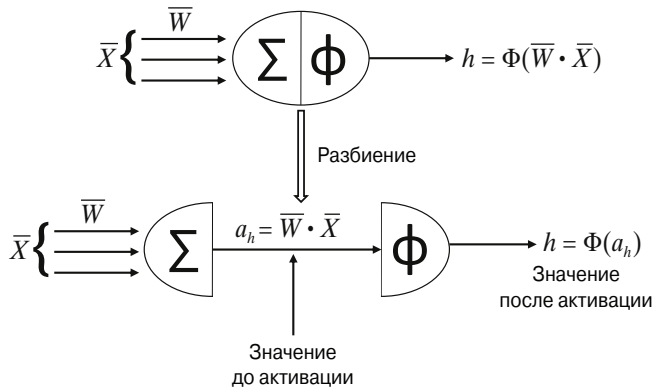 W̅
X̅ { Σ ϕ h = Φ(W̅ · X̅)
Разбиение
W̅
X̅ { Σ a_h = W̅ · X̅ ϕ h = Φ(a_h)
Значение
после активации
Значение
до активации